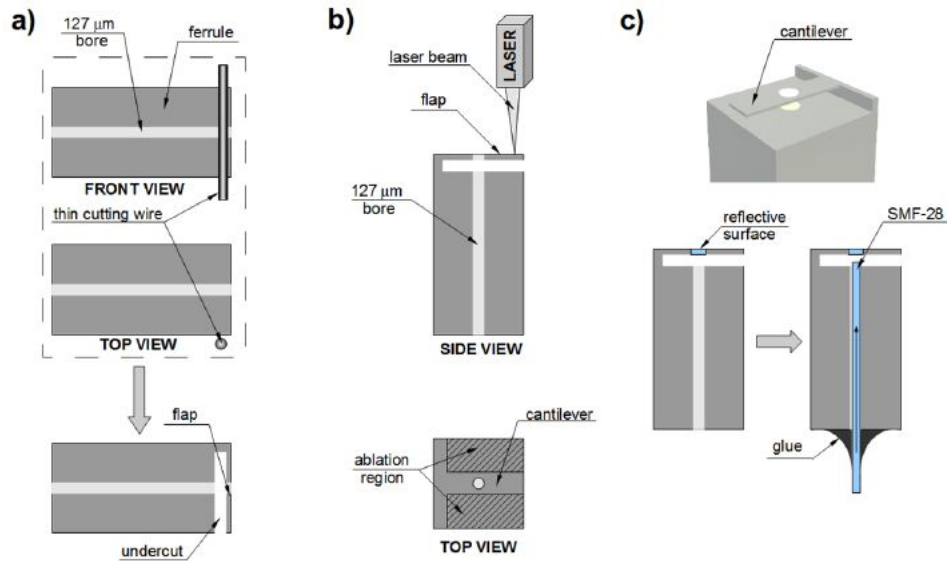 a)
127 μm
bore
ferrule
FRONT VIEW
thin cutting wire
TOP VIEW
flap
undercut
b)
LASER
laser beam
flap
127 μm
bore
SIDE VIEW
cantilever
ablation
region
TOP VIEW
c)
cantilever
reflective
surface
SMF-28
glue